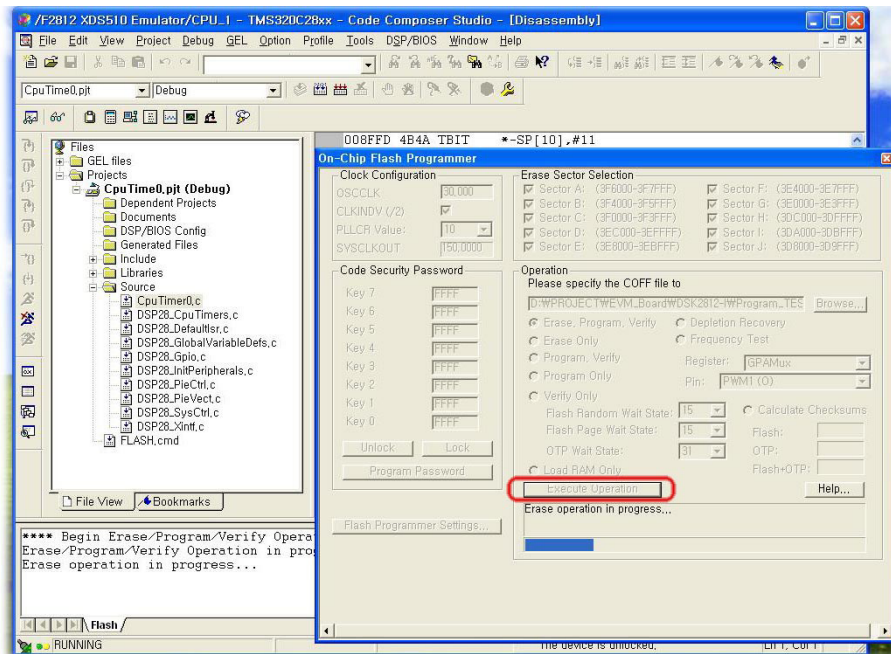 /F2812 XDS510 Emulator/CPU_1 - TMS320C28xx - Code Composer Studio - [Disassembly]
File Edit View Project Debug GEL Option Profile Tools DSP/BIOS Window Help
CpuTime0.pjt Debug
Files
GEL files
Projects
CpuTime0.pjt (Debug)
Dependent Projects
Documents
DSP/BIOS Config
Generated Files
Include
Libraries
Source
CpuTimer0.c
DSP28_CpuTimers.c
DSP28_DefaultIsr.c
DSP28_GlobalVariableDefs.c
DSP28_Gpio.c
DSP28_InitPeripherals.c
DSP28_PieCtrl.c
DSP28_PieVect.c
DSP28_SysCtrl.c
DSP28_Xintf.c
FLASH.cmd
File View Bookmarks
008FFD 4B4A TBIT *-SP[10],#11
On-Chip Flash Programmer
Clock Configuration
OSCCLK 30.000
CLKINDV (/2)
PLLCR Value: 10
SYSCLKOUT 150.0000
Code Security Password
Key 7 FFFF
Key 6 FFFF
Key 5 FFFF
Key 4 FFFF
Key 3 FFFF
Key 2 FFFF
Key 1 FFFF
Key 0 FFFF
Unlock Lock
Program Password
Flash Programmer Settings...
Erase Sector Selection
Sector A: (3F6000-3F7FFF) Sector F: (3E4000-3E7FFF)
Sector B: (3F4000-3F5FFF) Sector G: (3E0000-3E3FFF)
Sector C: (3F0000-3F3FFF) Sector H: (3DC000-3DFFFF)
Sector D: (3EC000-3EFFFF) Sector I: (3DA000-3DBFFF)
Sector E: (3E8000-3EBFFF) Sector J: (3D8000-3D9FFF)
Operation
Please specify the COFF file to
D:₩PROJECT₩EVM_Board₩DSK2812-I₩Program_TES Browse...
Erase, Program, Verify Depletion Recovery
Erase Only Frequency Test
Program, Verify Register: GPAMux
Program Only Pin: PWM1 (O)
Verify Only
Flash Random Wait State: 15 Calculate Checksums
Flash Page Wait State: 15 Flash:
OTP Wait State: 31 OTP:
Load RAM Only Flash+OTP:
Execute Operation Help...
Erase operation in progress...
**** Begin Erase/Program/Verify Opera
Erase/Program/Verify Operation in prog
Erase operation in progress...
Flash
RUNNING The device is unlocked. Ln 1, Col 1